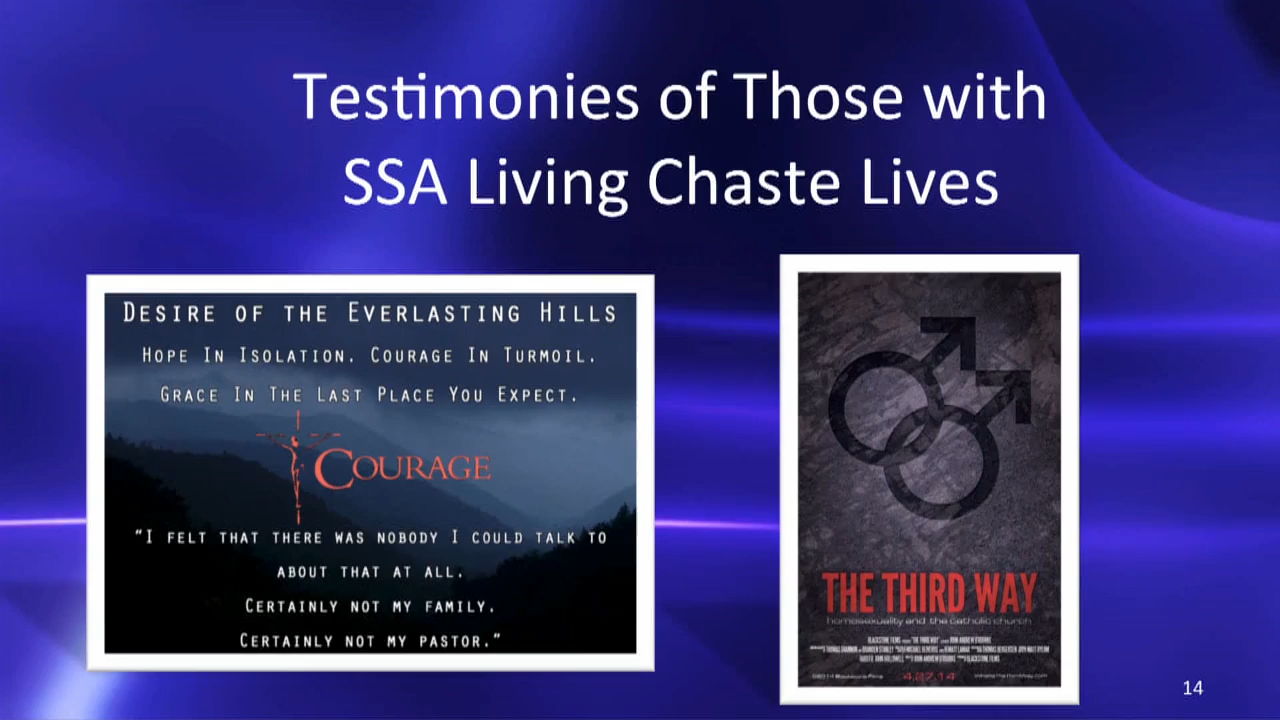 Testimonies of Those with
SSA Living Chaste Lives
DESIRE OF THE EVERLASTING HILLS
HOPE IN ISOLATION. COURAGE IN TURMOIL.
GRACE IN THE LAST PLACE YOU EXPECT.
COURAGE
"I FELT THAT THERE WAS NOBODY I COULD TALK TO
ABOUT THAT AT ALL.
CERTAINLY NOT MY FAMILY.
CERTAINLY NOT MY PASTOR."
THE THIRD WAY
homosexuality and the catholic church
4.27.14
14